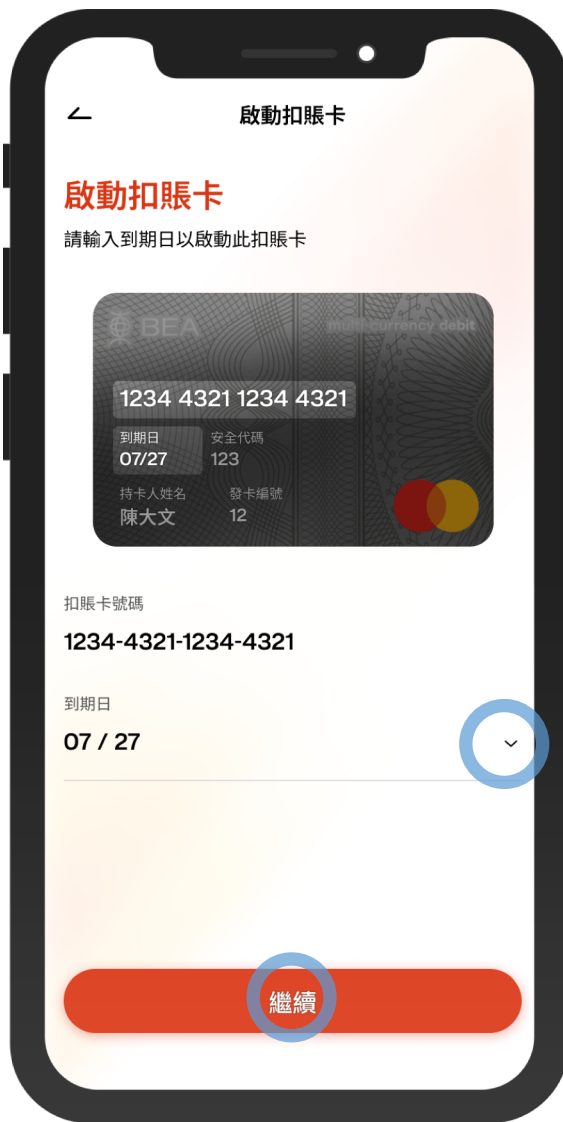 啟動扣賬卡
啟動扣賬卡
請輸入到期日以啟動此扣賬卡
BEA multi-currency debit
1234 4321 1234 4321
到期日 安全代碼
07/27 123
持卡人姓名 發卡編號
陳大文 12
扣賬卡號碼
1234-4321-1234-4321
到期日
07 / 27
繼續